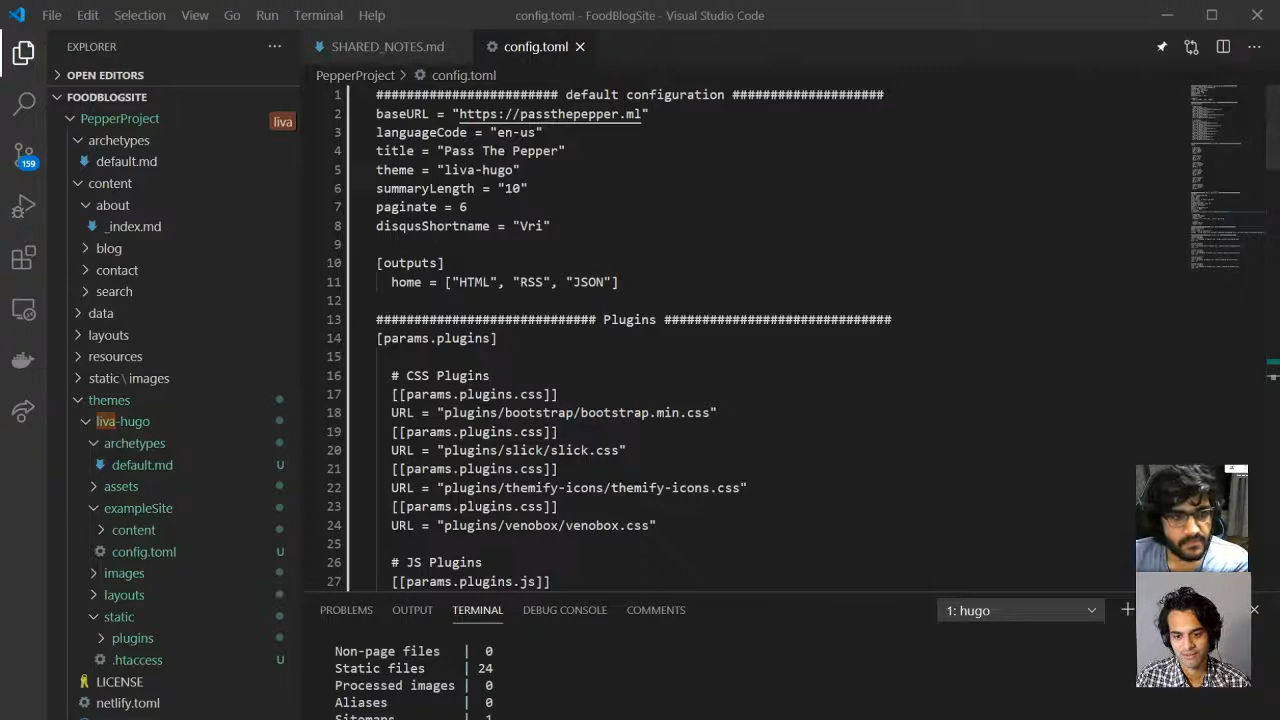 File Edit Selection View Go Run Terminal Help
config.toml - FoodBlogSite - Visual Studio Code
EXPLORER
OPEN EDITORS
FOODBLOGSITE
PepperProject
liva
archetypes
default.md
content
about
_index.md
blog
contact
search
data
layouts
resources
static \ images
themes
liva-hugo
archetypes
default.md U
assets
exampleSite
content
config.toml U
images
layouts
static
plugins
.htaccess U
LICENSE
netlify.toml
159
SHARED_NOTES.md
config.toml
PepperProject > config.toml
1 ######################## default configuration ####################
2 baseURL = "https://passthepepper.ml"
3 languageCode = "en-us"
4 title = "Pass The Pepper"
5 theme = "liva-hugo"
6 summaryLength = "10"
7 paginate = 6
8 disqusShortname = "Vri"
9
10 [outputs]
11 home = ["HTML", "RSS", "JSON"]
12
13 ############################# Plugins ##############################
14 [params.plugins]
15
16 # CSS Plugins
17 [[params.plugins.css]]
18 URL = "plugins/bootstrap/bootstrap.min.css"
19 [[params.plugins.css]]
20 URL = "plugins/slick/slick.css"
21 [[params.plugins.css]]
22 URL = "plugins/themify-icons/themify-icons.css"
23 [[params.plugins.css]]
24 URL = "plugins/venobox/venobox.css"
25
26 # JS Plugins
27 [[params.plugins.js]]
PROBLEMS OUTPUT TERMINAL DEBUG CONSOLE COMMENTS
1: hugo
Non-page files | 0
Static files | 24
Processed images | 0
Aliases | 0
Sitemaps | 1